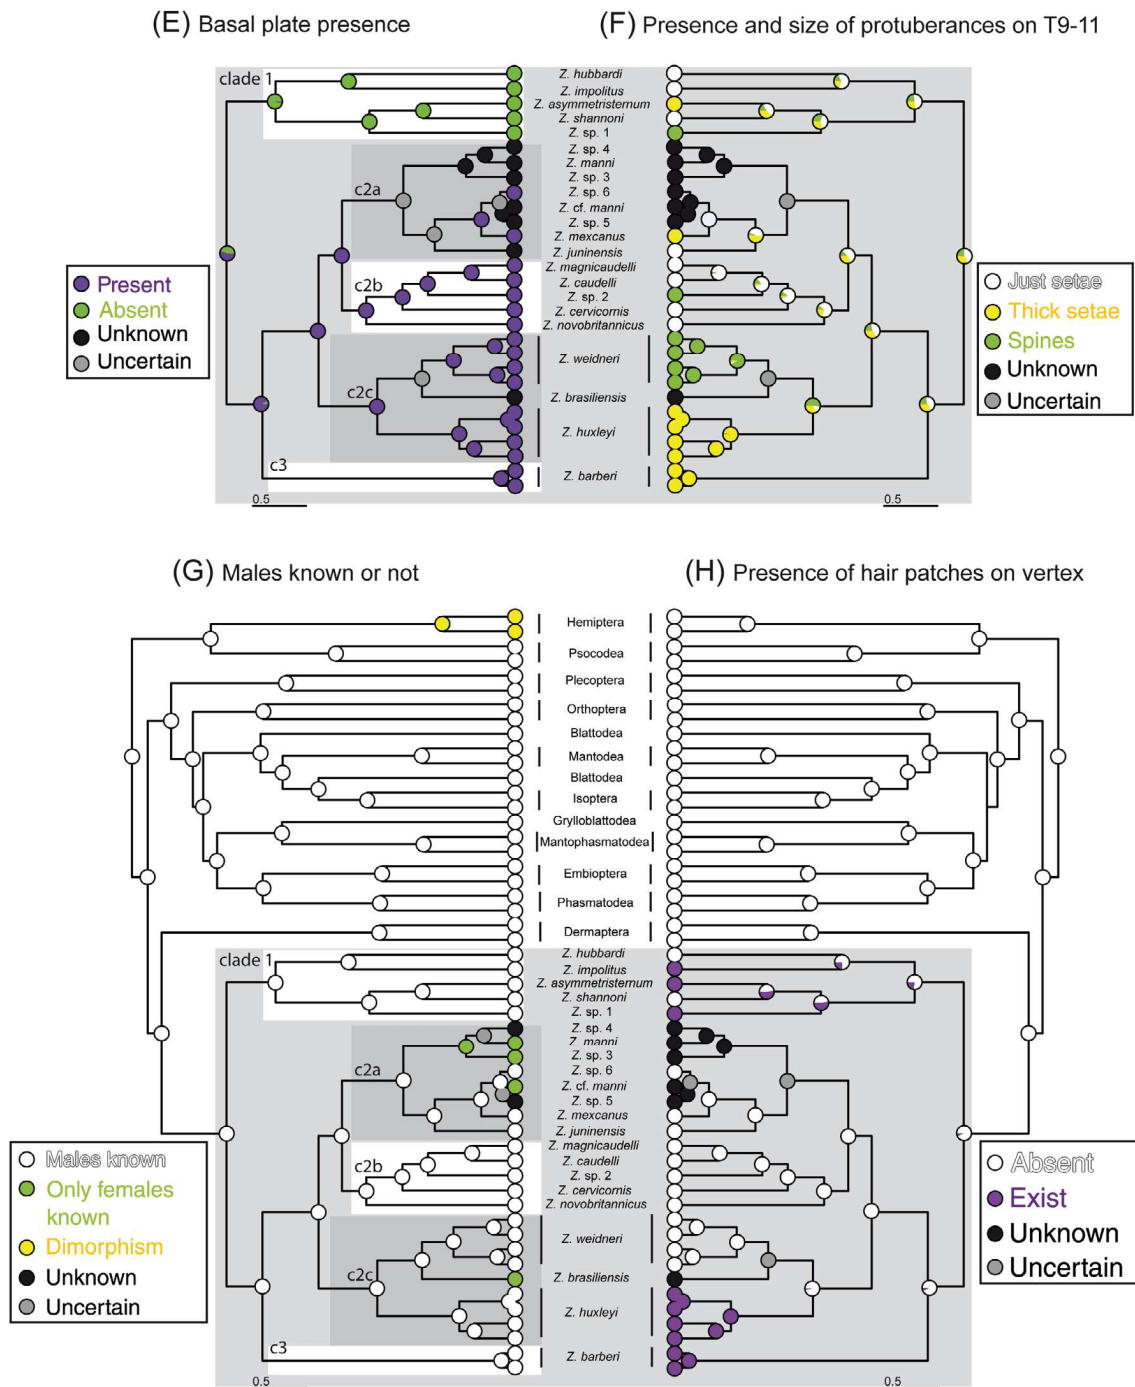 (E) Basal plate presence
(F) Presence and size of protuberances on T9-11
clade 1
c2a
c2b
c2c
c3
Z. hubbardi
Z. impolitus
Z. asymmetristernum
Z. shannoni
Z. sp. 1
Z. sp. 4
Z. manni
Z. sp. 3
Z. sp. 6
Z. cf. manni
Z. sp. 5
Z. mexcanus
Z. juninensis
Z. magnicaudelli
Z. caudelli
Z. sp. 2
Z. cervicornis
Z. novobritannicus
Z. weidneri
Z. brasiliensis
Z. huxleyi
Z. barberi
Present
Absent
Unknown
Uncertain
Just setae
Thick setae
Spines
Unknown
Uncertain
0.5
0.5
(G) Males known or not
(H) Presence of hair patches on vertex
Hemiptera
Psocodea
Plecoptera
Orthoptera
Blattodea
Mantodea
Blattodea
Isoptera
Grylloblattodea
Mantophasmatodea
Embioptera
Phasmatodea
Dermaptera
clade 1
c2a
c2b
c2c
c3
Z. hubbardi
Z. impolitus
Z. asymmetristernum
Z. shannoni
Z. sp. 1
Z. sp. 4
Z. manni
Z. sp. 3
Z. sp. 6
Z. cf. manni
Z. sp. 5
Z. mexcanus
Z. juninensis
Z. magnicaudelli
Z. caudelli
Z. sp. 2
Z. cervicornis
Z. novobritannicus
Z. weidneri
Z. brasiliensis
Z. huxleyi
Z. barberi
Males known
Only females
known
Dimorphism
Unknown
Uncertain
Absent
Exist
Unknown
Uncertain
0.5
0.5